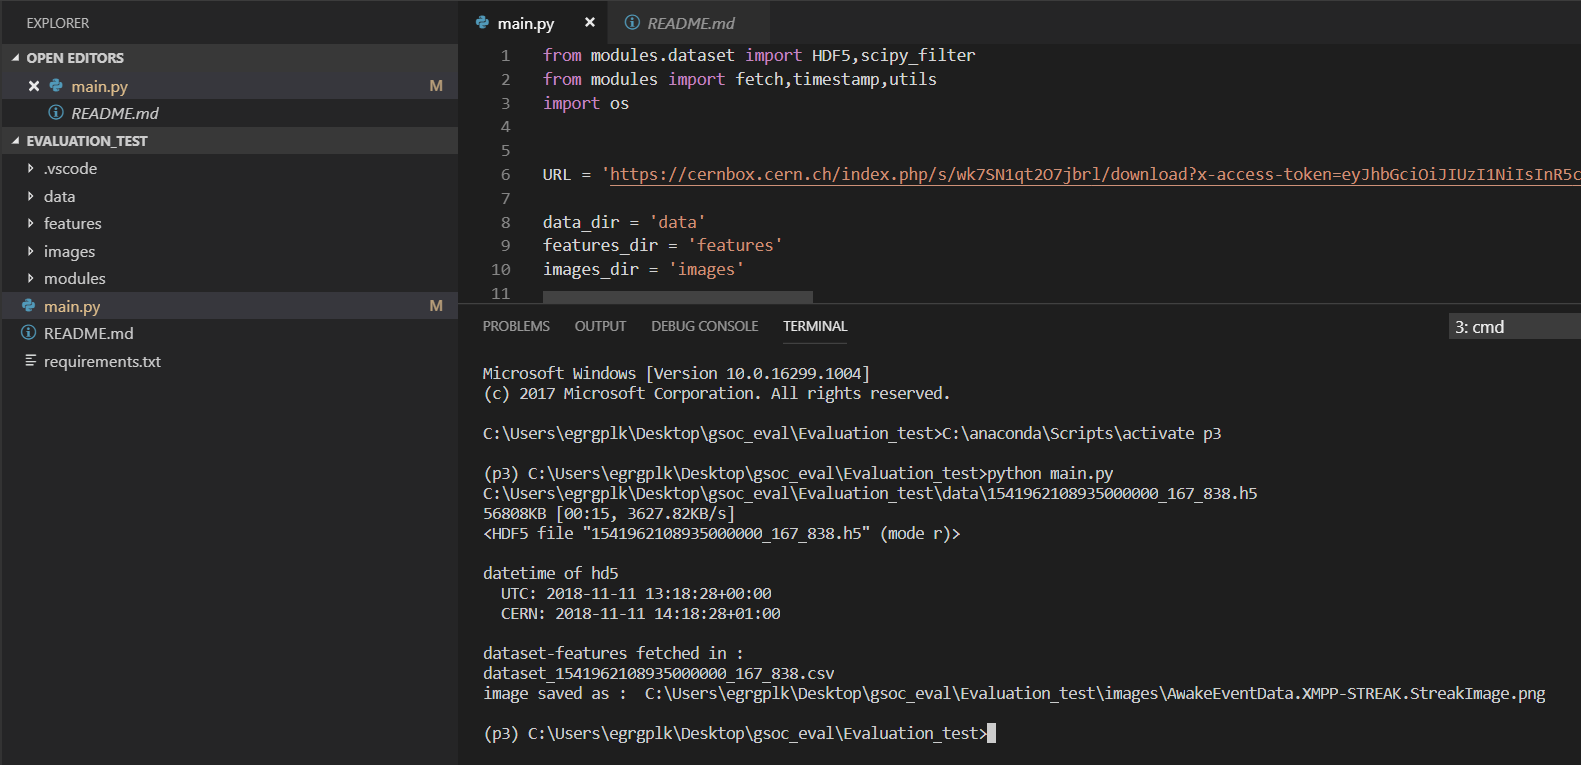 EXPLORER
OPEN EDITORS
main.py M
README.md
EVALUATION_TEST
.vscode
data
features
images
modules
main.py M
README.md
requirements.txt
main.py README.md
1 from modules.dataset import HDF5,scipy_filter
2 from modules import fetch,timestamp,utils
3 import os
4
5
6 URL = 'https://cernbox.cern.ch/index.php/s/wk7SN1qt2O7jbrl/download?x-access-token=eyJhbGciOiJIUzI1NiIsInR5c
7
8 data_dir = 'data'
9 features_dir = 'features'
10 images_dir = 'images'
11
PROBLEMS OUTPUT DEBUG CONSOLE TERMINAL 3: cmd
Microsoft Windows [Version 10.0.16299.1004]
(c) 2017 Microsoft Corporation. All rights reserved.
C:\Users\egrgplk\Desktop\gsoc_eval\Evaluation_test>C:\anaconda\Scripts\activate p3
(p3) C:\Users\egrgplk\Desktop\gsoc_eval\Evaluation_test>python main.py
C:\Users\egrgplk\Desktop\gsoc_eval\Evaluation_test\data\1541962108935000000_167_838.h5
56808KB [00:15, 3627.82KB/s]
<HDF5 file "1541962108935000000_167_838.h5" (mode r)>
datetime of hd5
UTC: 2018-11-11 13:18:28+00:00
CERN: 2018-11-11 14:18:28+01:00
dataset-features fetched in :
dataset_1541962108935000000_167_838.csv
image saved as :  C:\Users\egrgplk\Desktop\gsoc_eval\Evaluation_test\images\AwakeEventData.XMPP-STREAK.StreakImage.png
(p3) C:\Users\egrgplk\Desktop\gsoc_eval\Evaluation_test>